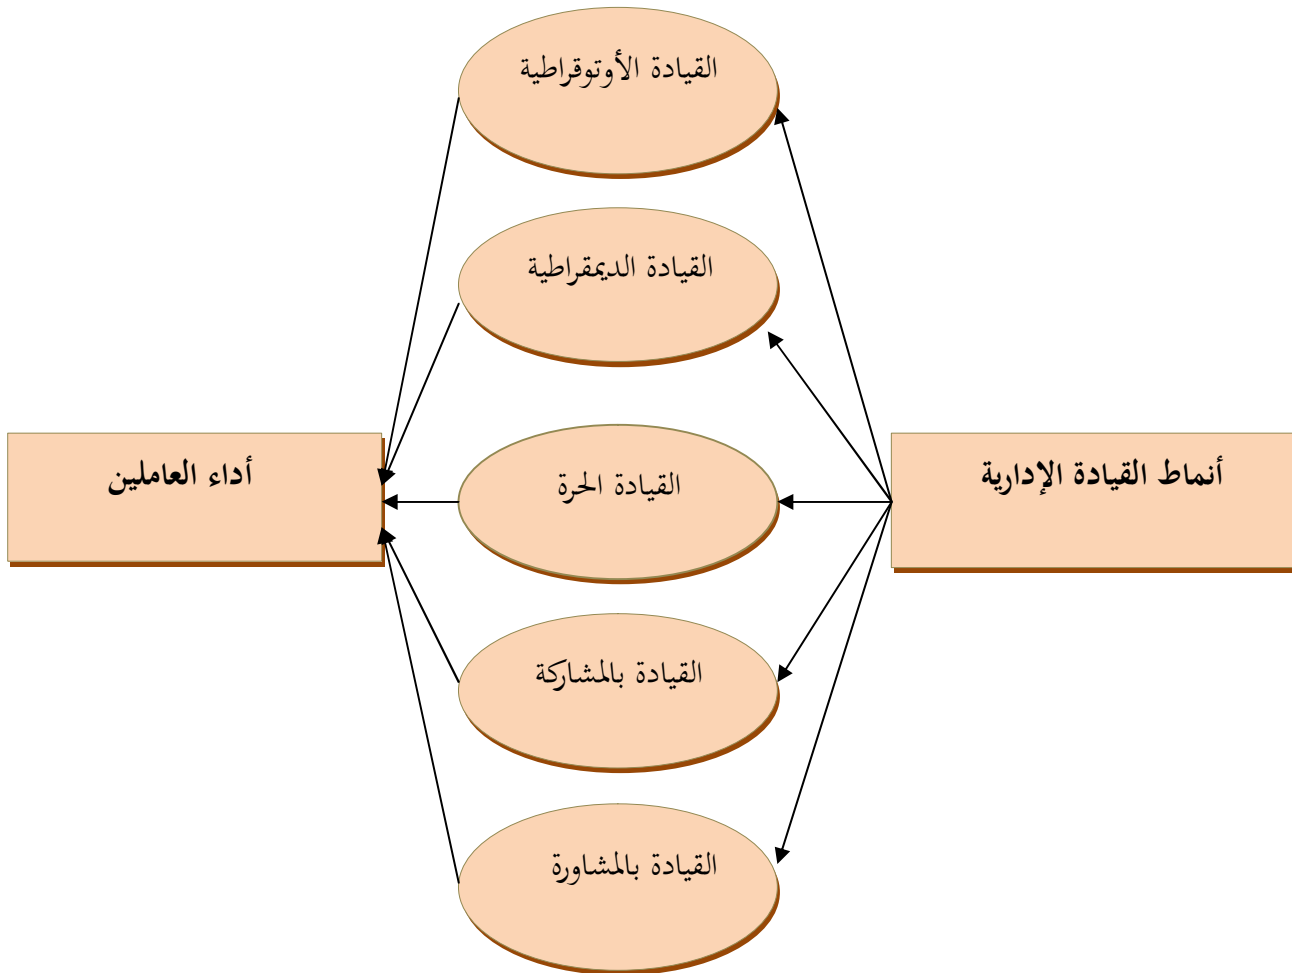 القيادة الأوتوقراطية
القيادة الديمقراطية
أنماط القيادة الإدارية
القيادة الحرة
أداء العاملين
القيادة بالمشاركة
القيادة بالمشاورة